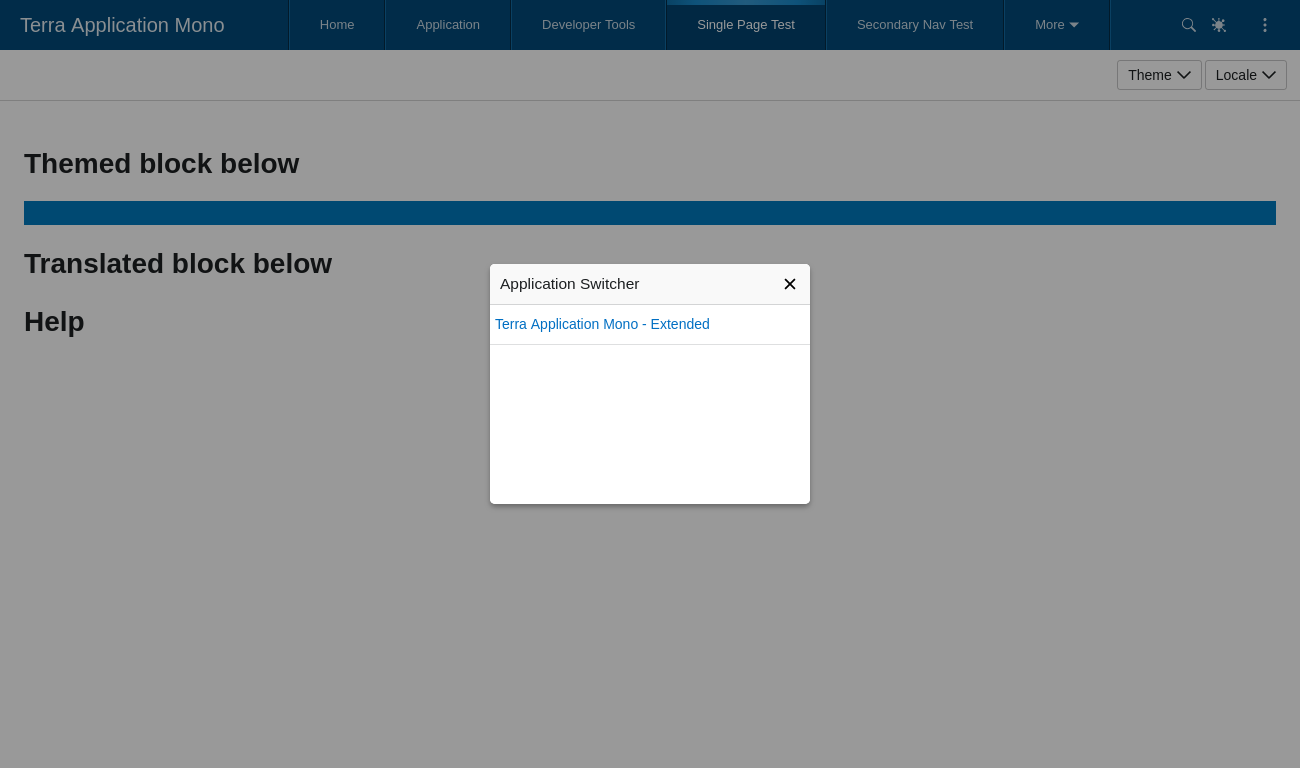 Terra Application Mono
Home
Application
Developer Tools
Single Page Test
Secondary Nav Test
More
Theme
Locale
Themed block below
Translated block below
Help
Application Switcher
Terra Application Mono - Extended